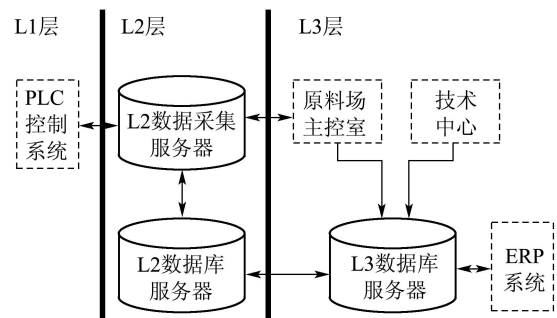 L1层
L2层
L3层
PLC
控制
系统
L2数据采集
服务器
原料场
主控室
技术
中心
L2数据库
服务器
L3数据库
服务器
ERP
系统